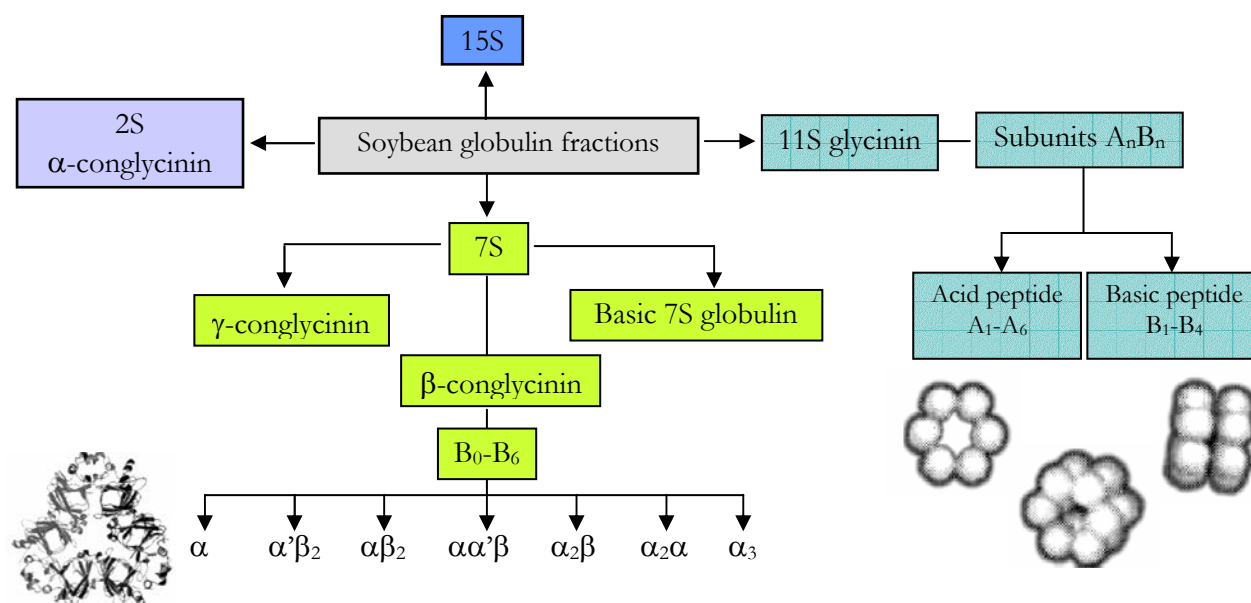 15S
2S
α-conglycinin
Soybean globulin fractions
11S glycinin
Subunits AₙBₙ
7S
γ-conglycinin
Basic 7S globulin
Acid peptide
A₁-A₆
Basic peptide
B₁-B₄
β-conglycinin
B₀-B₆
α α’β₂ αβ₂ αα’β α₂β α₂α α₃